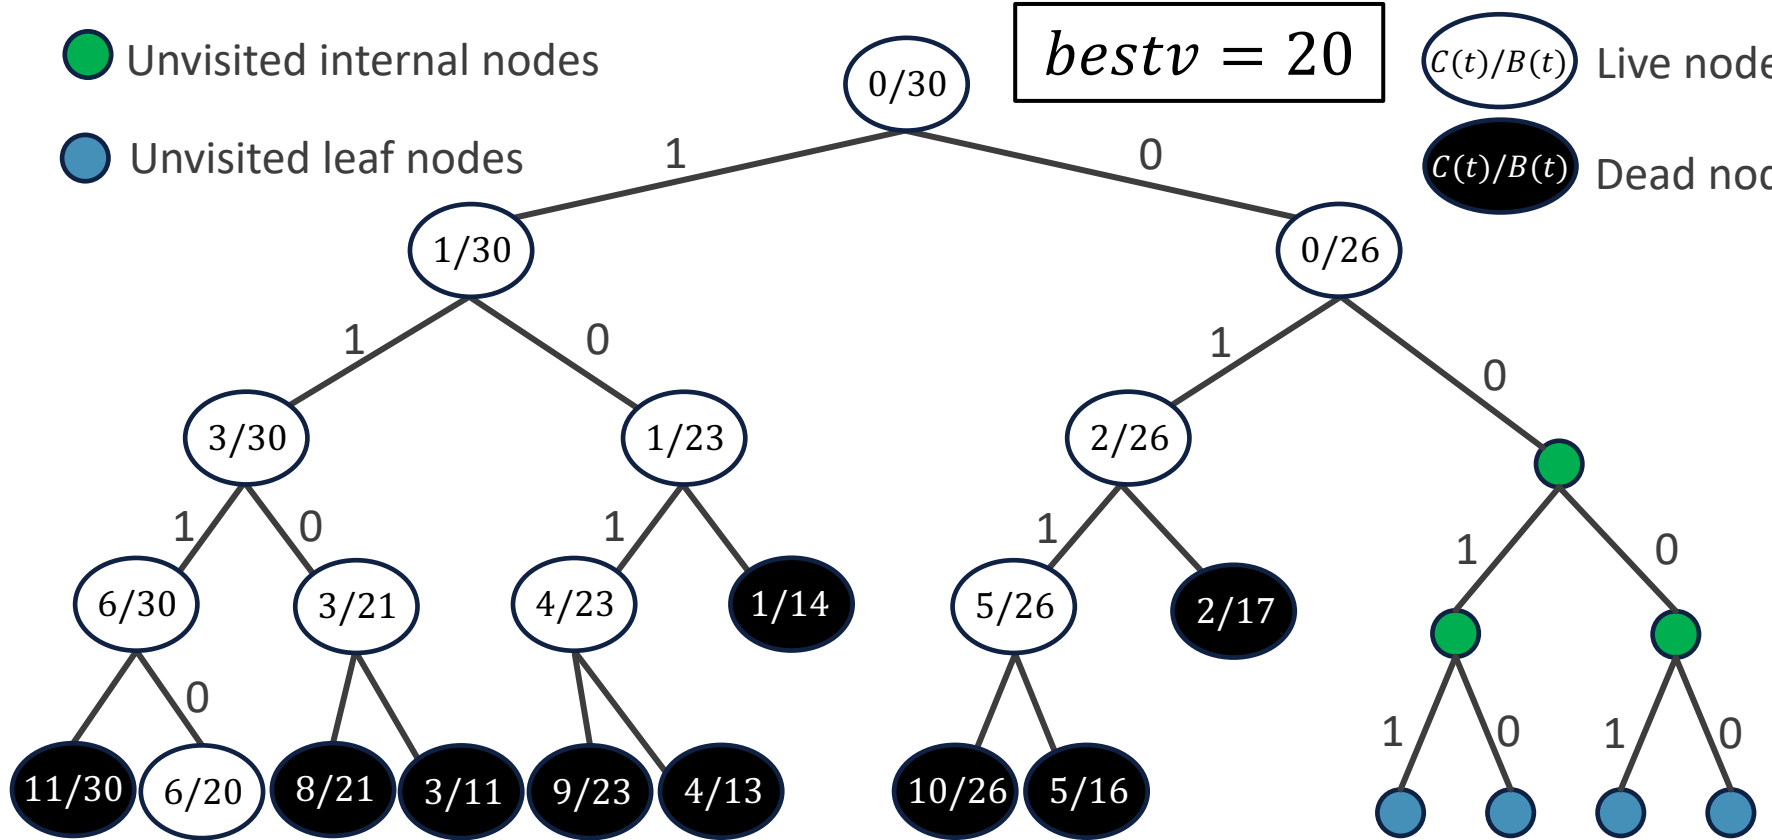 Unvisited internal nodes
Unvisited leaf nodes
bestv = 20
C(t)/B(t) Live node
C(t)/B(t) Dead nod
0/30
1 0
1/30 0/26
1 0 1 0
3/30 1/23 2/26
1 0 1 1 1 0
6/30 3/21 4/23 1/14 5/26 2/17
0 1 0 1 0
11/30 6/20 8/21 3/11 9/23 4/13 10/26 5/16